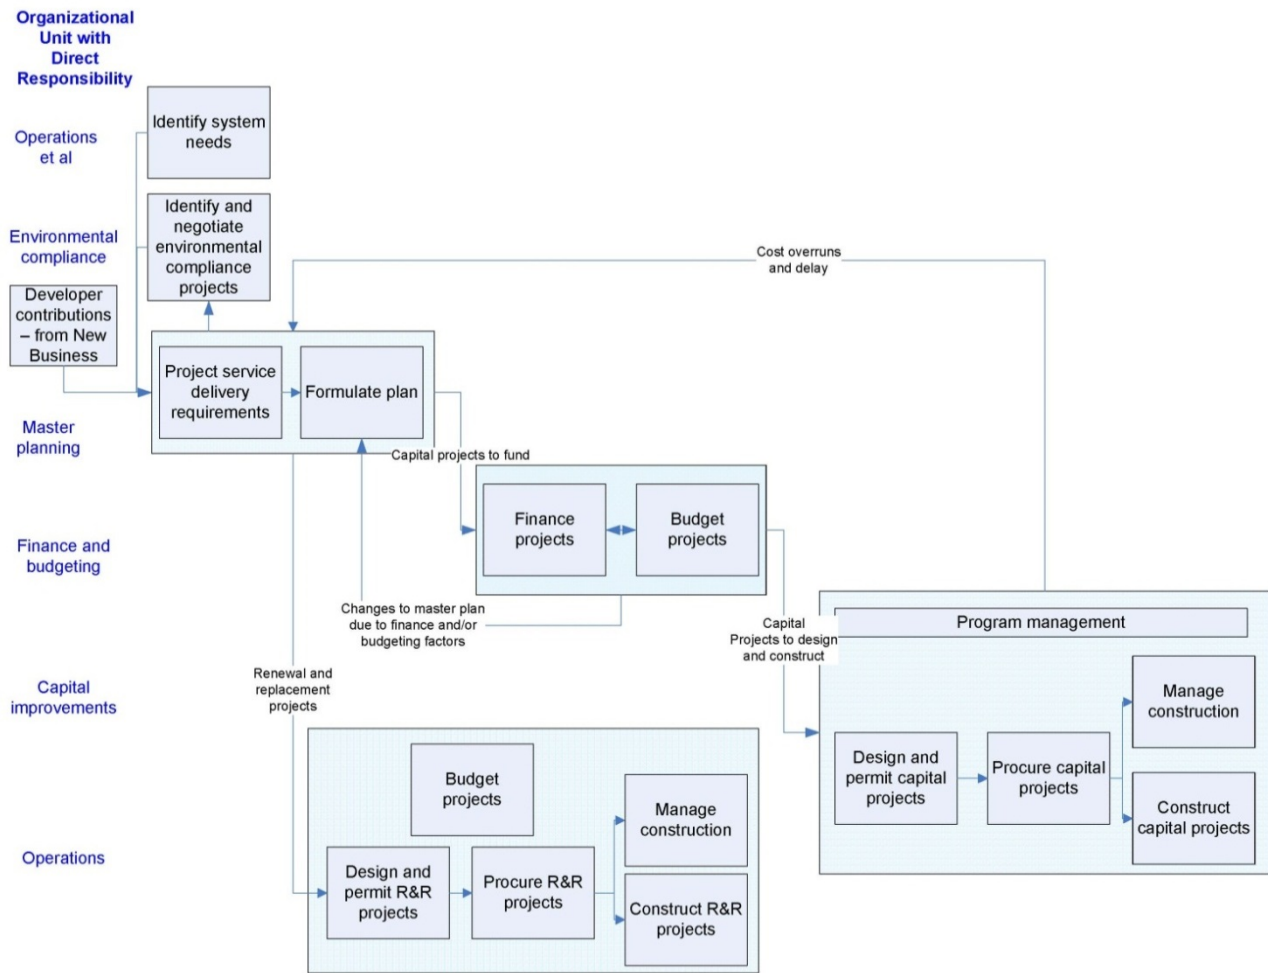 Organizational
Unit with
Direct
Responsibility
Operations
et al
Identify system
needs
Environmental
compliance
Identify and
negotiate
environmental
compliance
projects
Developer
contributions
– from New
Business
Cost overruns
and delay
Master
planning
Project service
delivery
requirements
Formulate plan
Capital projects to fund
Finance and
budgeting
Finance
projects
Budget
projects
Changes to master plan
due to finance and/or
budgeting factors
Capital
Projects to design
and construct
Program management
Capital
improvements
Renewal and
replacement
projects
Design and
permit capital
projects
Procure capital
projects
Manage
construction
Construct
capital projects
Operations
Budget
projects
Design and
permit R&R
projects
Procure R&R
projects
Manage
construction
Construct R&R
projects